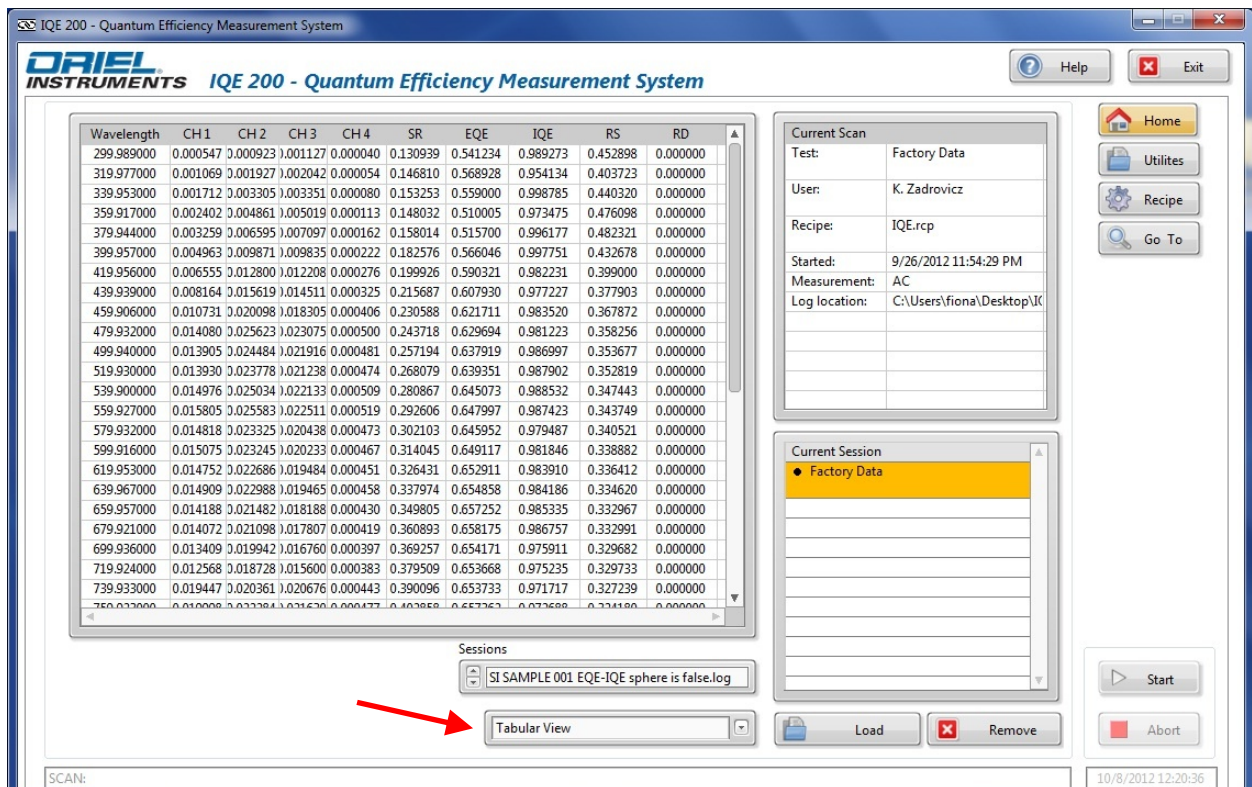 IQE 200 - Quantum Efficiency Measurement System
ORIEL
INSTRUMENTS IQE 200 - Quantum Efficiency Measurement System
Help
Exit
Wavelength CH 1 CH 2 CH 3 CH 4 SR EQE IQE RS RD
299.989000 0.000547 0.000923 0.001127 0.000040 0.130939 0.541234 0.989273 0.452898 0.000000
319.977000 0.001069 0.001927 0.002042 0.000054 0.146810 0.568928 0.954134 0.403723 0.000000
339.953000 0.001712 0.003305 0.003351 0.000080 0.153253 0.559000 0.998785 0.440320 0.000000
359.917000 0.002402 0.004861 0.005019 0.000113 0.148032 0.510005 0.973475 0.476098 0.000000
379.944000 0.003259 0.006595 0.007097 0.000162 0.158014 0.515700 0.996177 0.482321 0.000000
399.957000 0.004963 0.009871 0.009835 0.000222 0.182576 0.566046 0.997751 0.432678 0.000000
419.956000 0.006555 0.012800 0.012208 0.000276 0.199926 0.590321 0.982231 0.399000 0.000000
439.939000 0.008164 0.015619 0.014511 0.000325 0.215687 0.607930 0.977227 0.377903 0.000000
459.906000 0.010731 0.020098 0.018305 0.000406 0.230588 0.621711 0.983520 0.367872 0.000000
479.932000 0.014080 0.025623 0.023075 0.000500 0.243718 0.629694 0.981223 0.358256 0.000000
499.940000 0.013905 0.024484 0.021916 0.000481 0.257194 0.637919 0.986997 0.353677 0.000000
519.930000 0.013930 0.023778 0.021238 0.000474 0.268079 0.639351 0.987902 0.352819 0.000000
539.900000 0.014976 0.025034 0.022133 0.000509 0.280867 0.645073 0.988532 0.347443 0.000000
559.927000 0.015805 0.025583 0.022511 0.000519 0.292606 0.647997 0.987423 0.343749 0.000000
579.932000 0.014818 0.023325 0.020438 0.000473 0.302103 0.645952 0.979487 0.340521 0.000000
599.916000 0.015075 0.023245 0.020233 0.000467 0.314045 0.649117 0.981846 0.338882 0.000000
619.953000 0.014752 0.022686 0.019484 0.000451 0.326431 0.652911 0.983910 0.336412 0.000000
639.967000 0.014909 0.022988 0.019465 0.000458 0.337974 0.654858 0.984186 0.334620 0.000000
659.957000 0.014188 0.021482 0.018188 0.000430 0.349805 0.657252 0.985335 0.332967 0.000000
679.921000 0.014072 0.021098 0.017807 0.000419 0.360893 0.658175 0.986757 0.332991 0.000000
699.936000 0.013409 0.019942 0.016760 0.000397 0.369257 0.654171 0.975911 0.329682 0.000000
719.924000 0.012568 0.018728 0.015600 0.000383 0.379509 0.653668 0.975235 0.329733 0.000000
739.933000 0.019447 0.020361 0.020676 0.000443 0.390096 0.653733 0.971717 0.327239 0.000000
Current Scan
Test: Factory Data
User: K. Zadrovicz
Recipe: IQE.rcp
Started: 9/26/2012 11:54:29 PM
Measurement: AC
Log location: C:\Users\fiona\Desktop\I
Home
Utilites
Recipe
Go To
Current Session
Factory Data
Sessions
SI SAMPLE 001 EQE-IQE sphere is false.log
Tabular View
Load
Remove
Start
Abort
SCAN:
10/8/2012 12:20:36